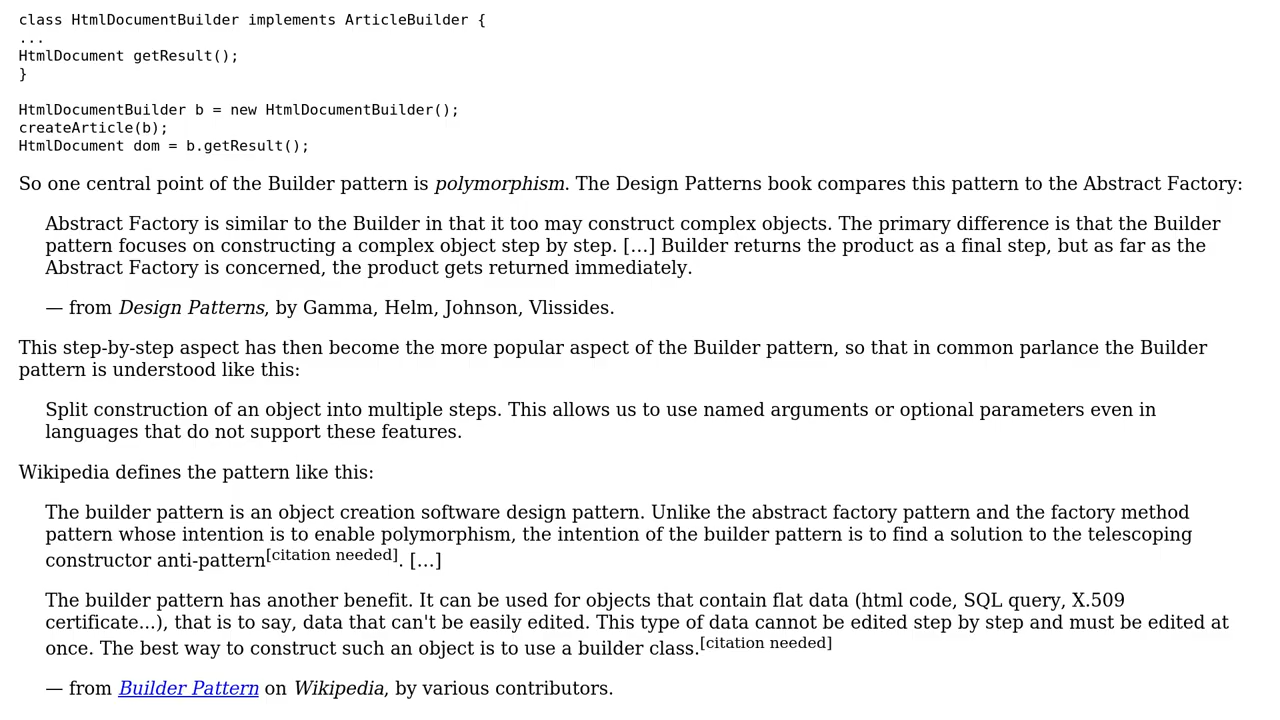 class HtmlDocumentBuilder implements ArticleBuilder {
...
HtmlDocument getResult();
}
HtmlDocumentBuilder b = new HtmlDocumentBuilder();
createArticle(b);
HtmlDocument dom = b.getResult();
So one central point of the Builder pattern is polymorphism. The Design Patterns book compares this pattern to the Abstract Factory:
Abstract Factory is similar to the Builder in that it too may construct complex objects. The primary difference is that the Builder
pattern focuses on constructing a complex object step by step. […] Builder returns the product as a final step, but as far as the
Abstract Factory is concerned, the product gets returned immediately.
— from Design Patterns, by Gamma, Helm, Johnson, Vlissides.
This step-by-step aspect has then become the more popular aspect of the Builder pattern, so that in common parlance the Builder
pattern is understood like this:
Split construction of an object into multiple steps. This allows us to use named arguments or optional parameters even in
languages that do not support these features.
Wikipedia defines the pattern like this:
The builder pattern is an object creation software design pattern. Unlike the abstract factory pattern and the factory method
pattern whose intention is to enable polymorphism, the intention of the builder pattern is to find a solution to the telescoping
constructor anti-pattern[citation needed]. […]
The builder pattern has another benefit. It can be used for objects that contain flat data (html code, SQL query, X.509
certificate…), that is to say, data that can't be easily edited. This type of data cannot be edited step by step and must be edited at
once. The best way to construct such an object is to use a builder class.[citation needed]
— from Builder Pattern on Wikipedia, by various contributors.